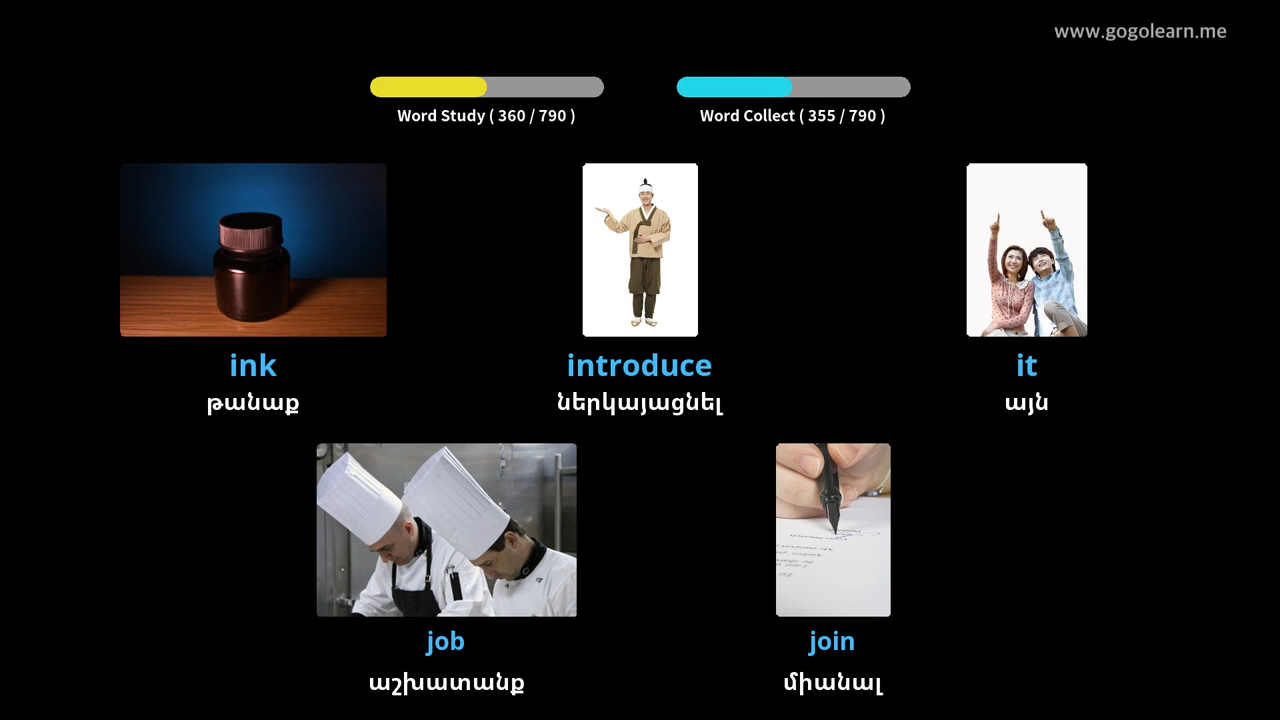 www.gogolearn.me
Word Study ( 360 / 790 )
Word Collect ( 355 / 790 )
ink
introduce
it
թանաք
ներկայացնել
այն
job
join
աշխատանք
միանալ